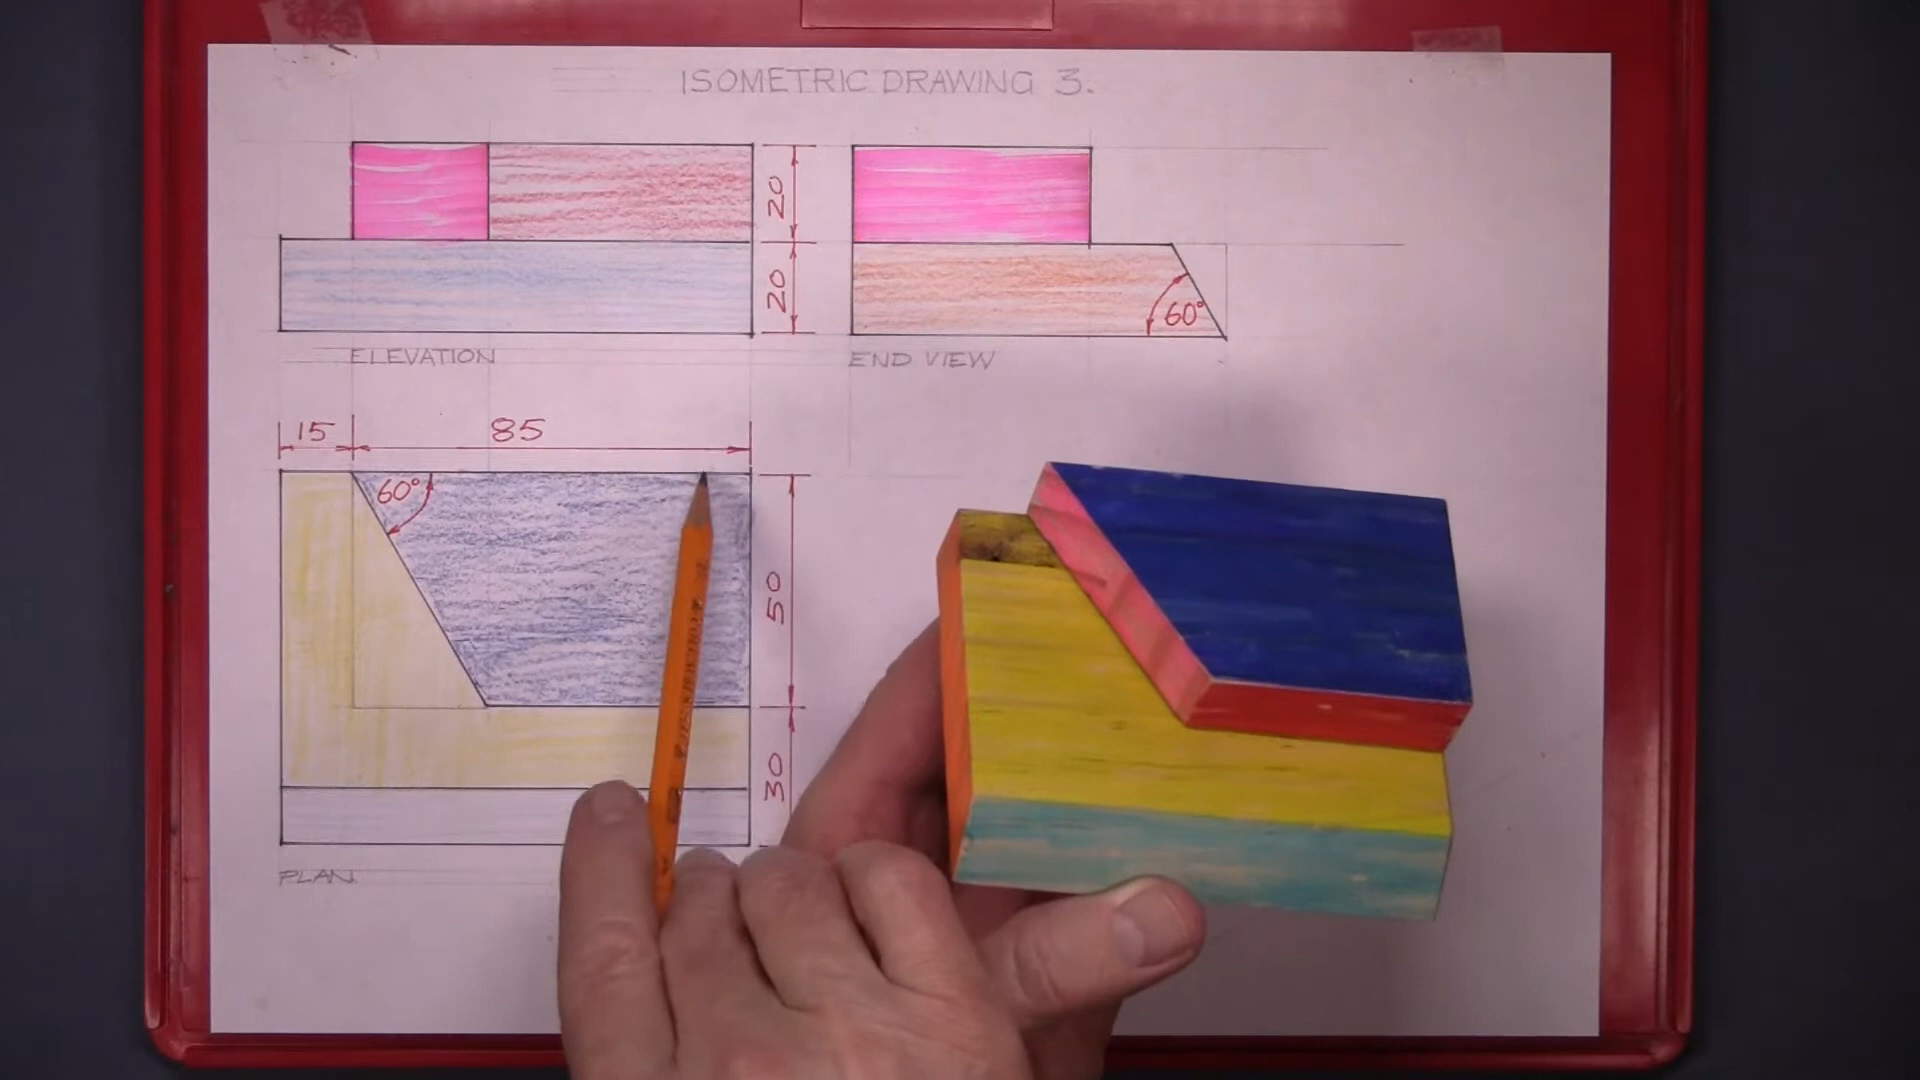 ISOMETRIC DRAWING 3.
20
20
60°
ELEVATION
END VIEW
15
85
60°
50
30
PLAN.